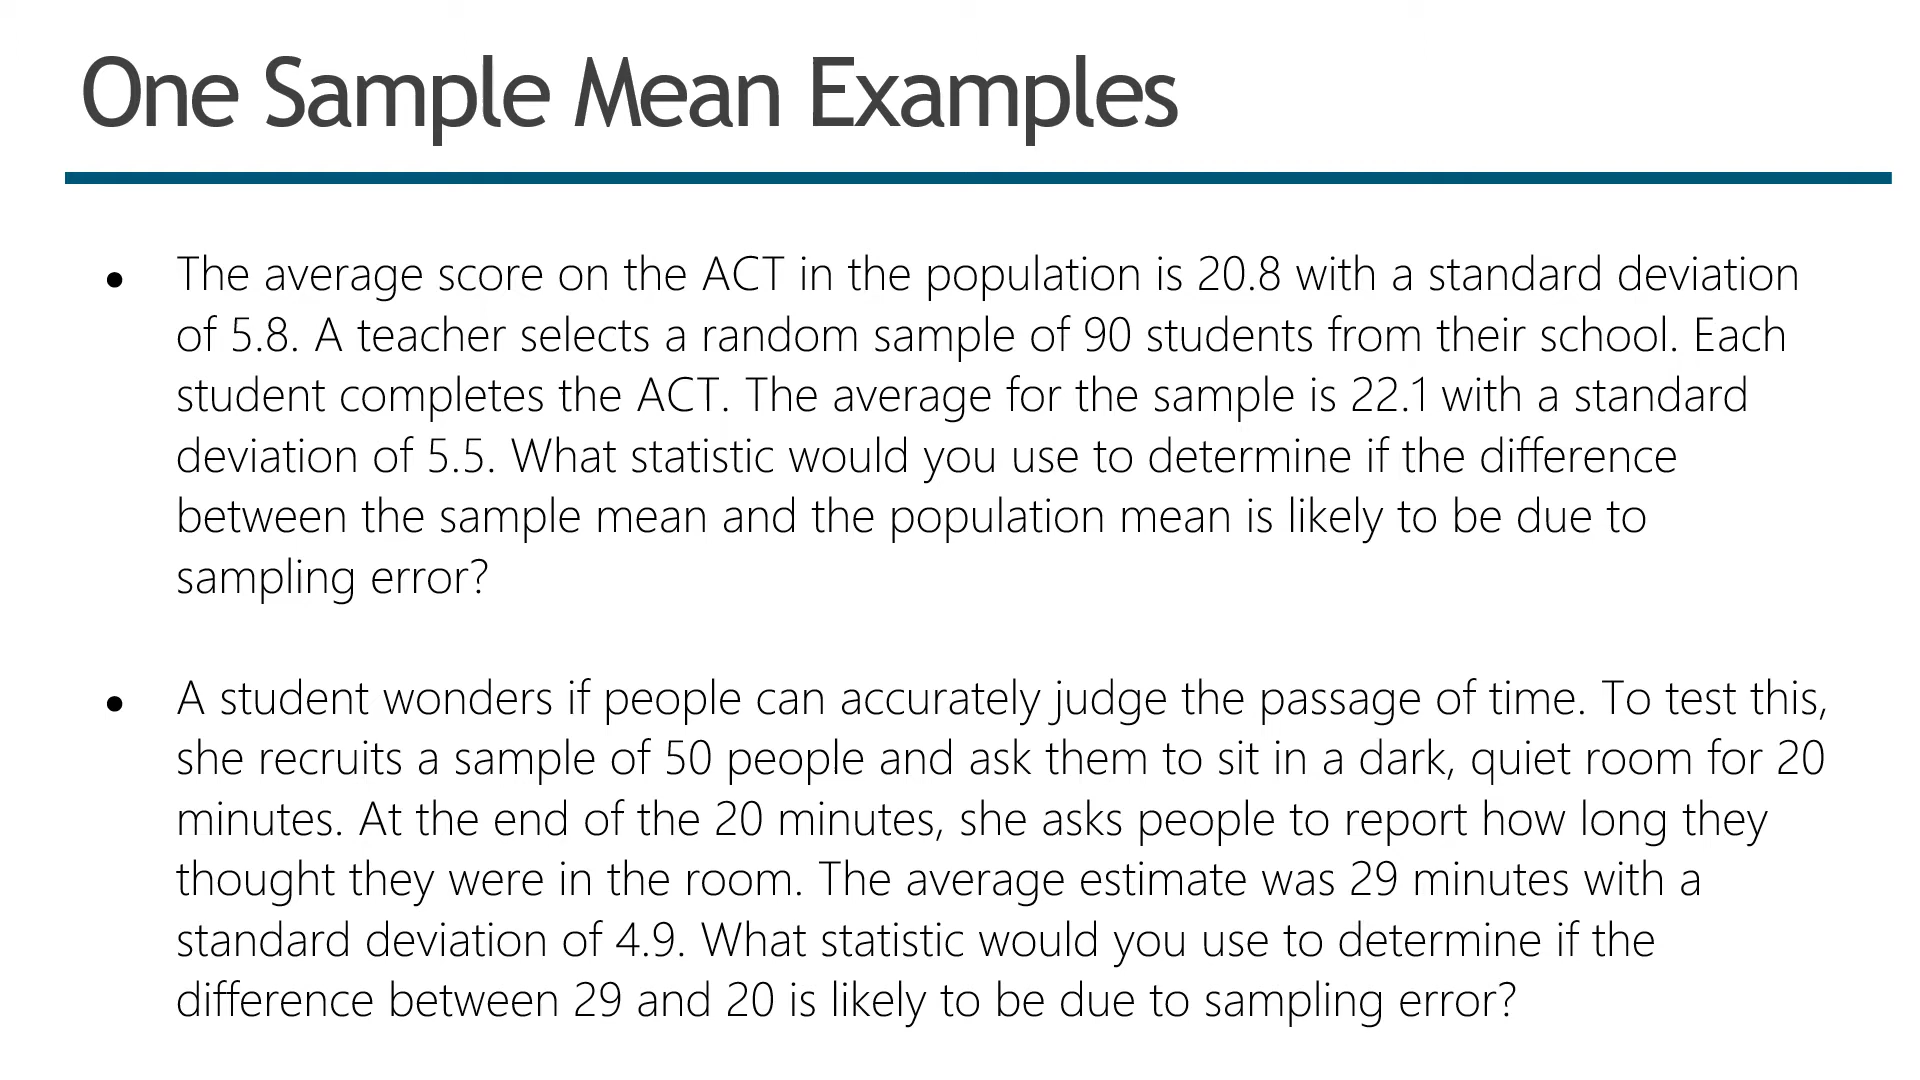 One Sample Mean Examples
• The average score on the ACT in the population is 20.8 with a standard deviation
of 5.8. A teacher selects a random sample of 90 students from their school. Each
student completes the ACT. The average for the sample is 22.1 with a standard
deviation of 5.5. What statistic would you use to determine if the difference
between the sample mean and the population mean is likely to be due to
sampling error?
• A student wonders if people can accurately judge the passage of time. To test this,
she recruits a sample of 50 people and ask them to sit in a dark, quiet room for 20
minutes. At the end of the 20 minutes, she asks people to report how long they
thought they were in the room. The average estimate was 29 minutes with a
standard deviation of 4.9. What statistic would you use to determine if the
difference between 29 and 20 is likely to be due to sampling error?